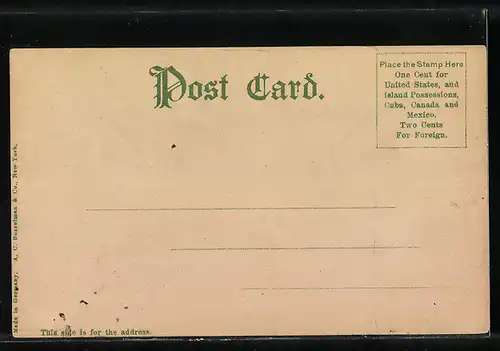 Post Card.
Place the Stamp Here
One Cent for
United States, and
Island Possessions,
Cuba, Canada and
Mexico.
Two Cents
For Foreign.
Made in Germany. A. C. Bosselman & Co., New York.
This side is for the address.